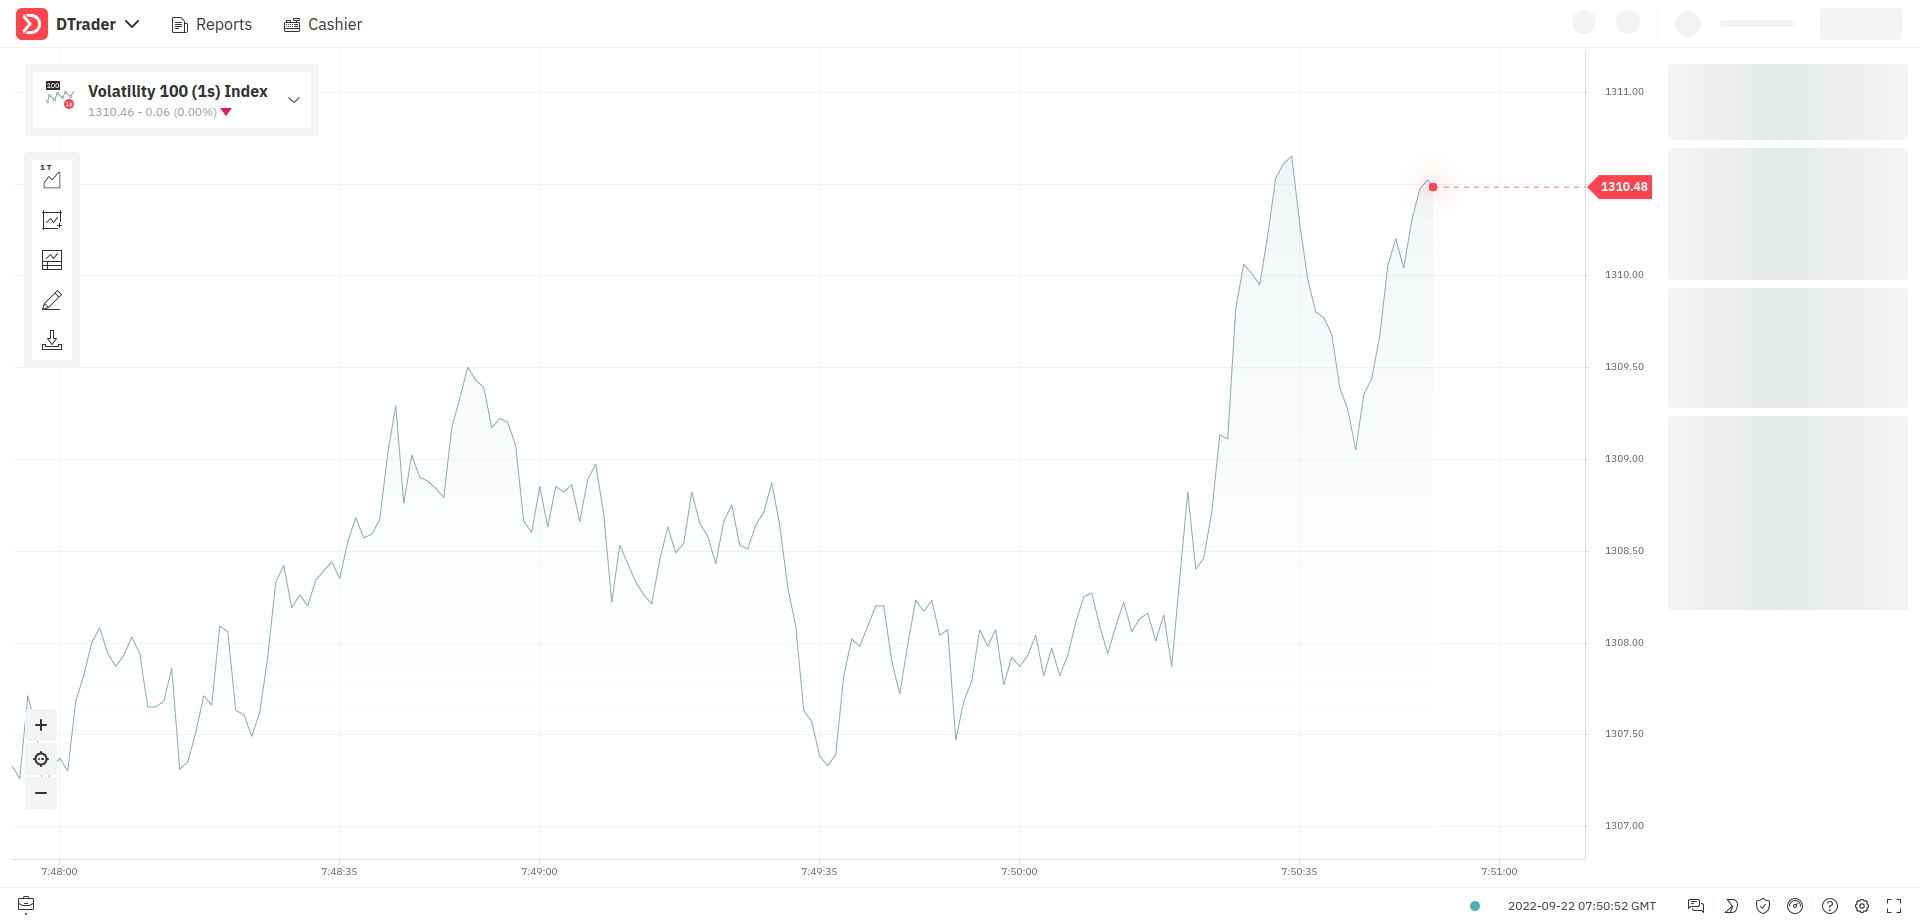 DTrader
Reports
Cashier
100
1s
Volatility 100 (1s) Index
1310.46 - 0.06 (0.00%)
1T
1311.00
1310.48
1310.00
1309.50
1309.00
1308.50
1308.00
1307.50
1307.00
7:48:00
7:48:35
7:49:00
7:49:35
7:50:00
7:50:35
7:51:00
2022-09-22 07:50:52 GMT